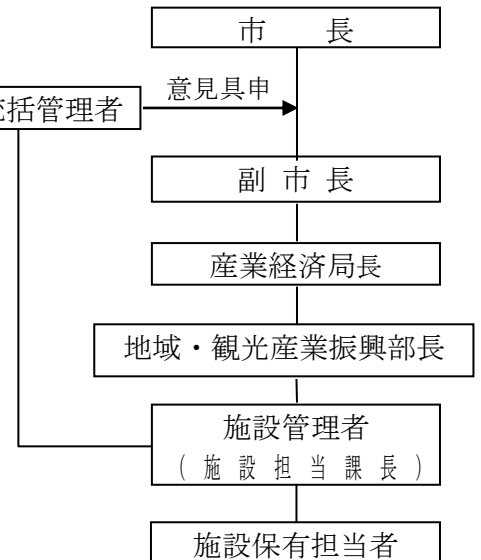 市　　長
意見具申
括管理者
副 市 長
産業経済局長
地域・観光産業振興部長
施設管理者
（ 施 設 担 当 課 長 ）
施設保有担当者